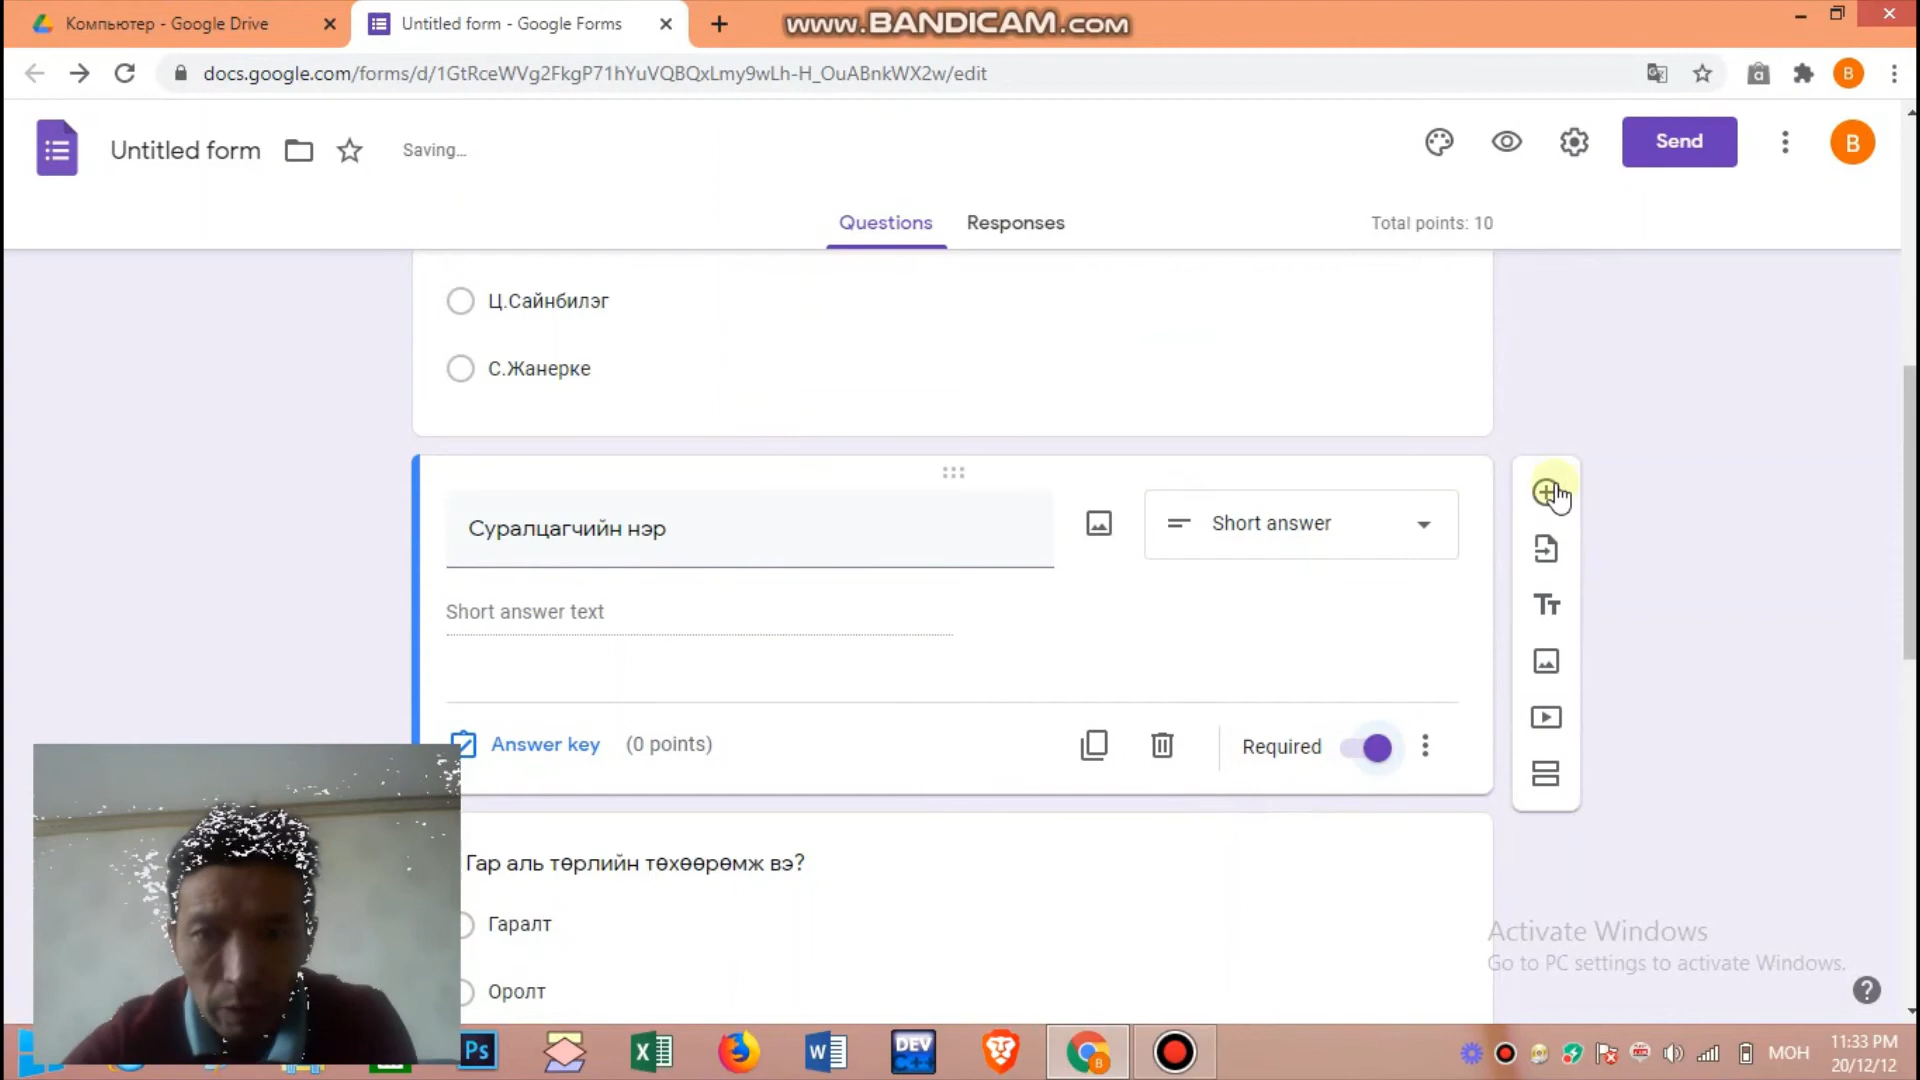 Компьютер - Google Drive
Untitled form - Google Forms
www.BANDICAM.com
docs.google.com/forms/d/1GtRceWVg2FkgP71hYuVQBQxLmy9wLh-H_OuABnkWX2w/edit
B
Untitled form
Saving...
Send
B
Questions
Responses
Total points: 10
Ц.Сайнбилэг
С.Жанерке
Суралцагчийн нэр
Short answer
Short answer text
Answer key
(0 points)
Required
Гар аль төрлийн төхөөрөмж вэ?
Гаралт
Оролт
Activate Windows
Go to PC settings to activate Windows.
Ps
DEV
C++
МОН
11:33 PM
20/12/12